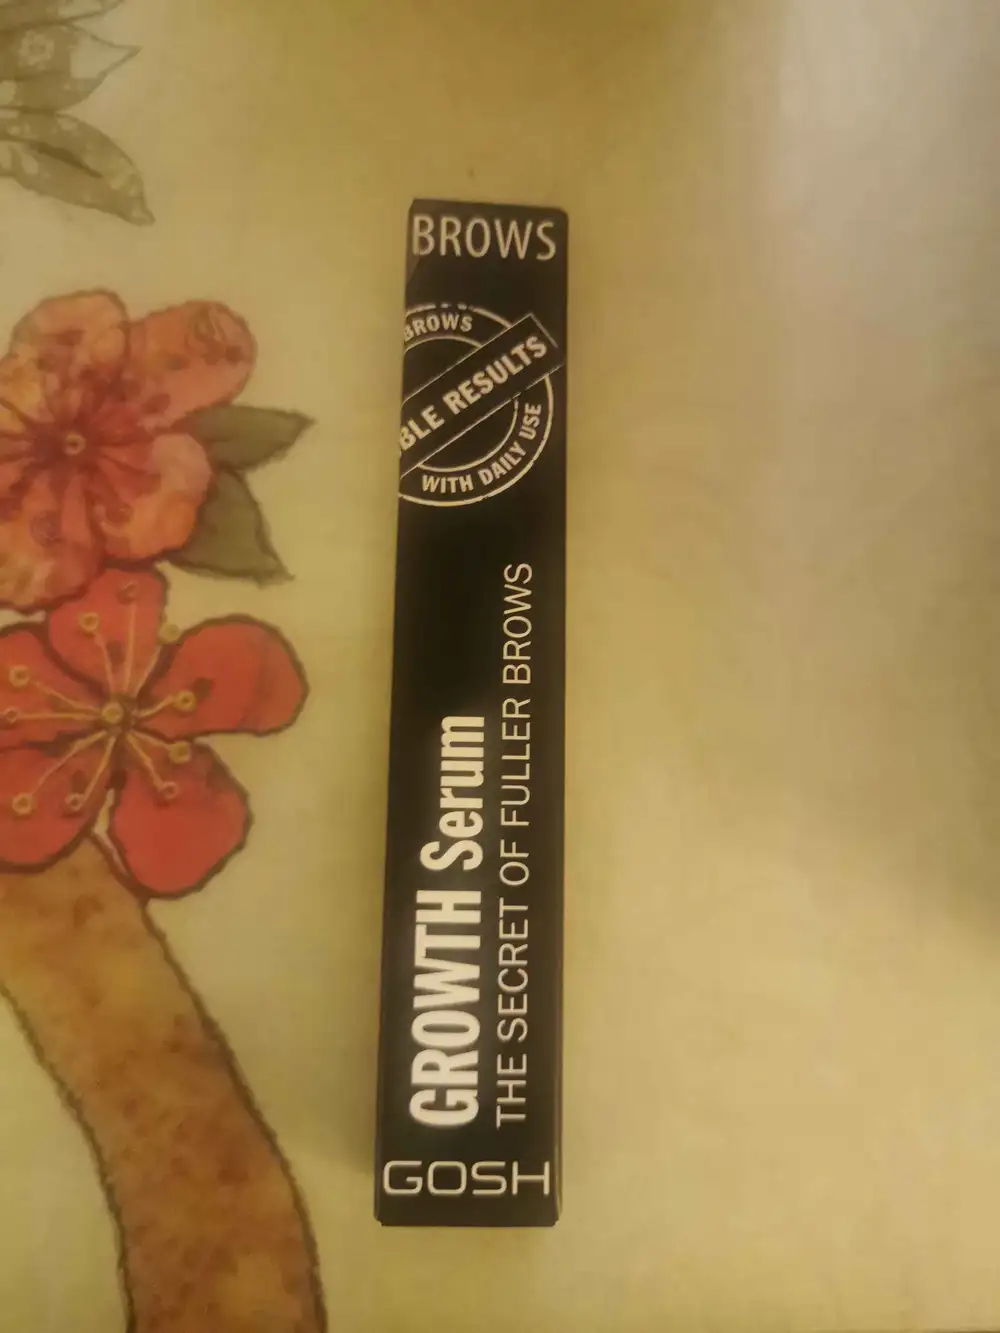 BROWS
BROWS
BLE RESULTS
WITH DAILY USE
GROWTH Serum
THE SECRET OF FULLER BROWS
GOSH